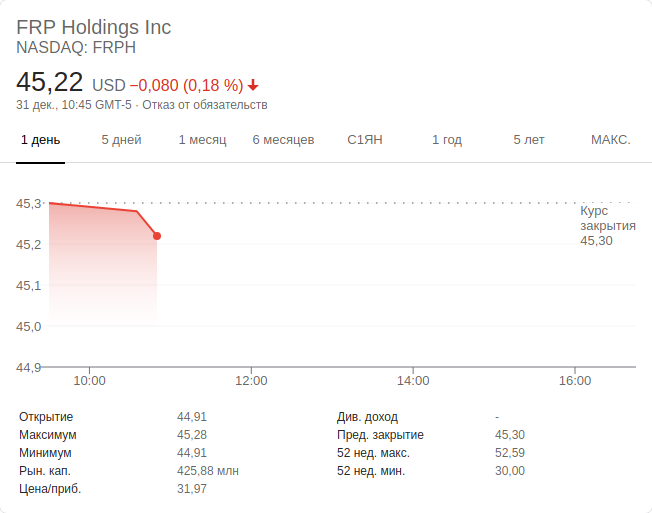 FRP Holdings Inc
NASDAQ: FRPH
45,22 USD −0,080 (0,18 %)
31 дек., 10:45 GMT-5 · Отказ от обязательств
1 день 5 дней 1 месяц 6 месяцев С1ЯН 1 год 5 лет МАКС.
45,3
Курс
закрытия
45,30
45,2
45,1
45,0
44,9
10:00 12:00 14:00 16:00
Открытие 44,91 Див. доход -
Максимум 45,28 Пред. закрытие 45,30
Минимум 44,91 52 нед. макс. 52,59
Рын. кап. 425,88 млн 52 нед. мин. 30,00
Цена/приб. 31,97